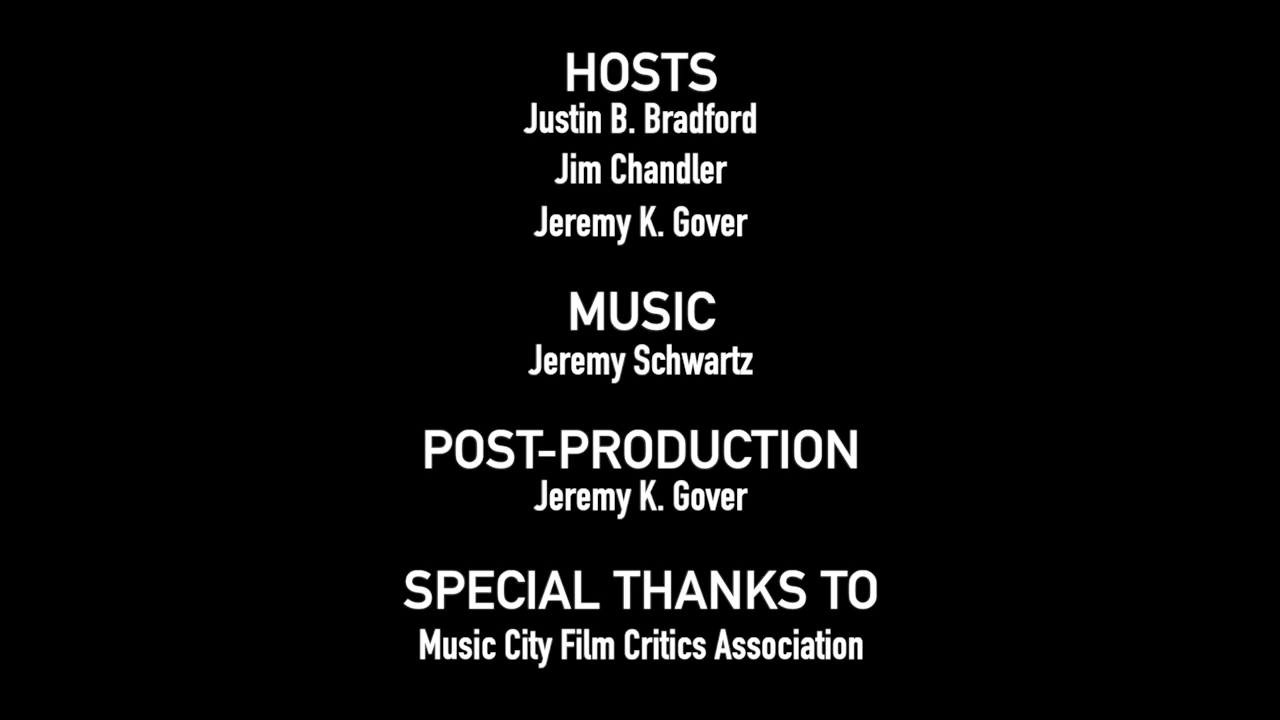 HOSTS
Justin B. Bradford
Jim Chandler
Jeremy K. Gover
MUSIC
Jeremy Schwartz
POST-PRODUCTION
Jeremy K. Gover
SPECIAL THANKS TO
Music City Film Critics Association